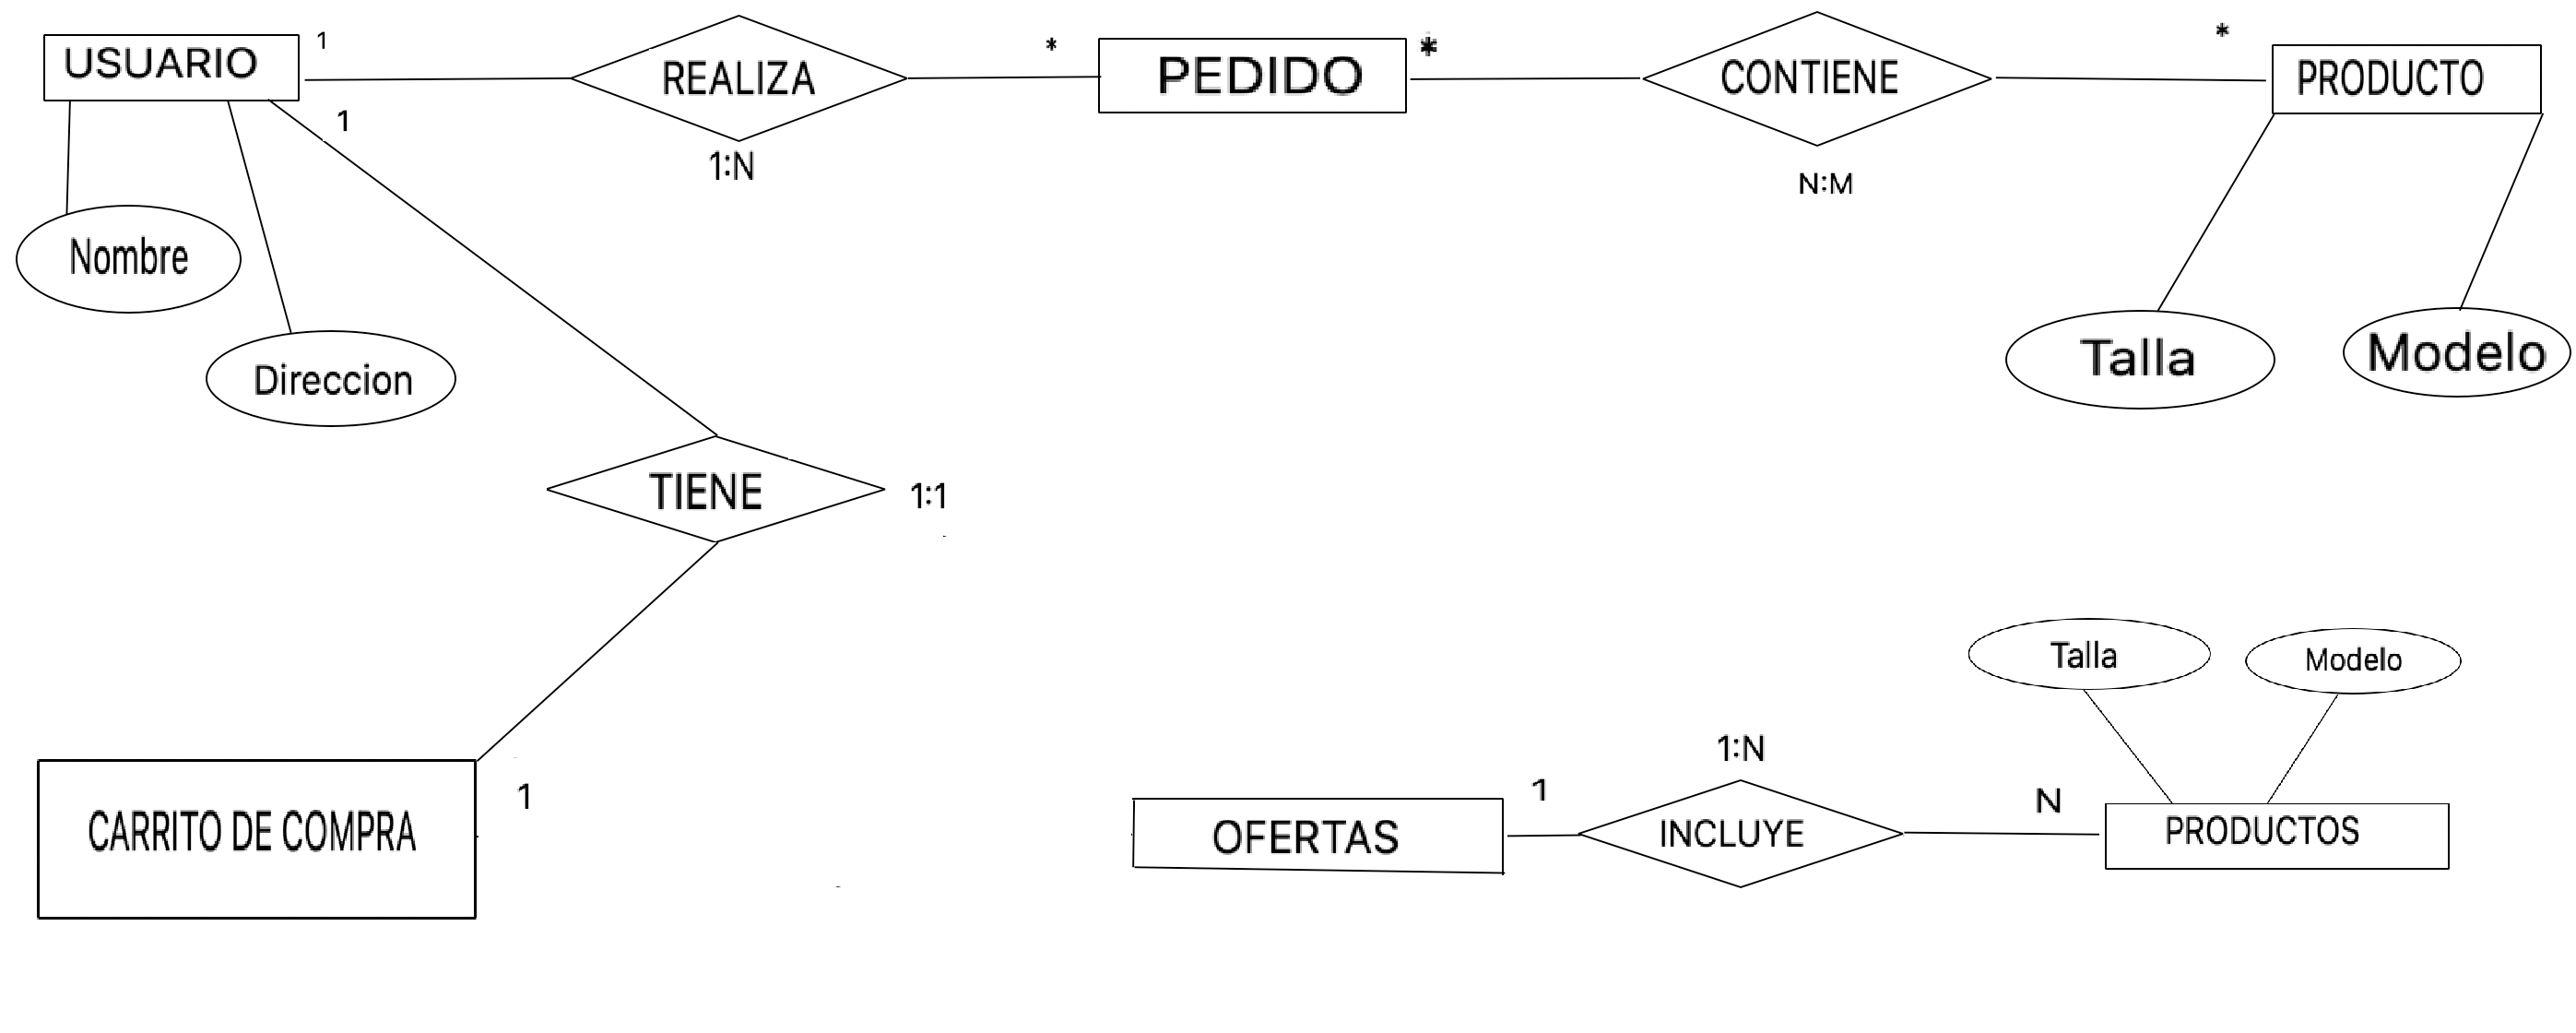 USUARIO
1
REALIZA
1:N
*
PEDIDO
*
CONTIENE
N:M
*
PRODUCTO
1
Nombre
Direccion
Talla
Modelo
TIENE
1:1
CARRITO DE COMPRA
1
OFERTAS
1
1:N
INCLUYE
N
Talla
Modelo
PRODUCTOS